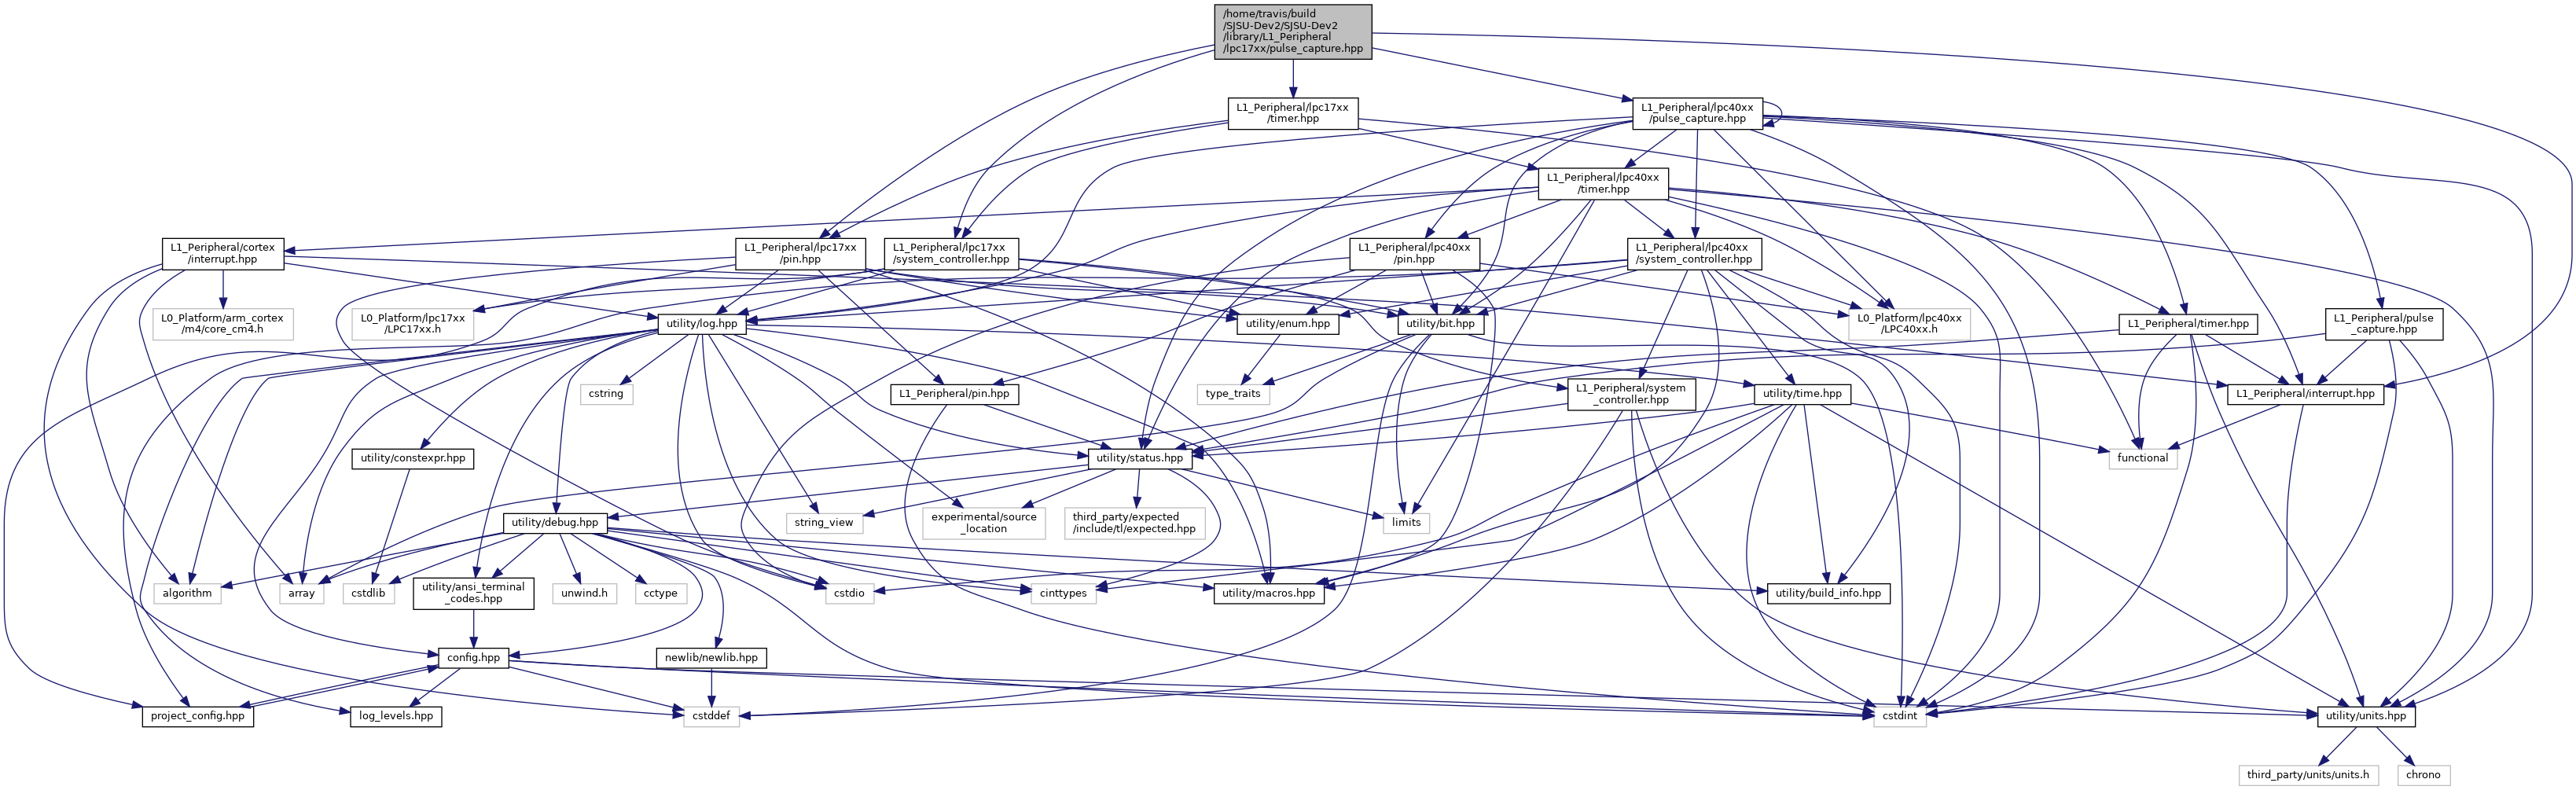 /home/travis/build
/SJSU-Dev2/SJSU-Dev2
/library/L1_Peripheral
/lpc17xx/pulse_capture.hpp
L1_Peripheral/lpc17xx
/timer.hpp
L1_Peripheral/lpc40xx
/pulse_capture.hpp
L1_Peripheral/lpc40xx
/timer.hpp
L1_Peripheral/cortex
/interrupt.hpp
L1_Peripheral/lpc17xx
/pin.hpp
L1_Peripheral/lpc17xx
/system_controller.hpp
L1_Peripheral/lpc40xx
/pin.hpp
L1_Peripheral/lpc40xx
/system_controller.hpp
L0_Platform/arm_cortex
/m4/core_cm4.h
L0_Platform/lpc17xx
/LPC17xx.h
utility/log.hpp
utility/enum.hpp
utility/bit.hpp
L0_Platform/lpc40xx
/LPC40xx.h
L1_Peripheral/timer.hpp
L1_Peripheral/pulse
_capture.hpp
cstring
L1_Peripheral/pin.hpp
type_traits
L1_Peripheral/system
_controller.hpp
utility/time.hpp
L1_Peripheral/interrupt.hpp
utility/constexpr.hpp
utility/status.hpp
functional
utility/debug.hpp
string_view
experimental/source
_location
third_party/expected
/include/tl/expected.hpp
limits
algorithm
array
cstdlib
utility/ansi_terminal
_codes.hpp
unwind.h
cctype
cstdio
cinttypes
utility/macros.hpp
utility/build_info.hpp
config.hpp
newlib/newlib.hpp
project_config.hpp
log_levels.hpp
cstddef
cstdint
utility/units.hpp
third_party/units/units.h
chrono